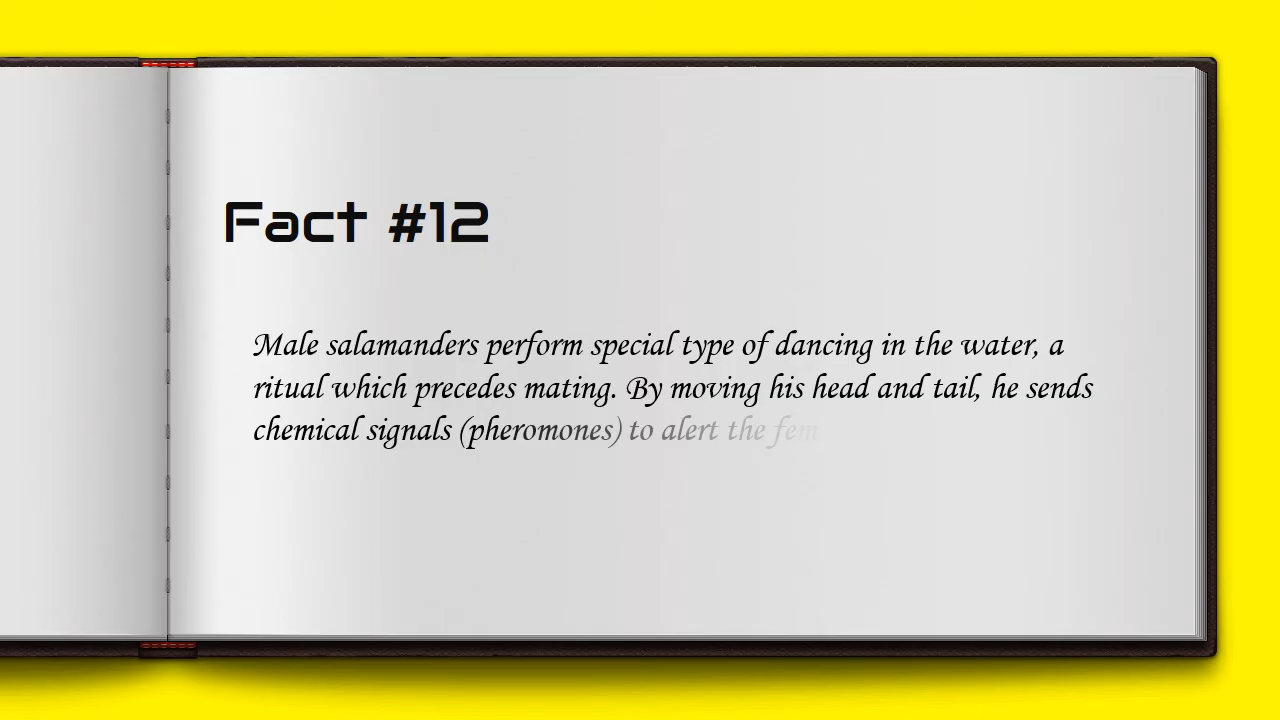 Fact #12
Male salamanders perform special type of dancing in the water, a
ritual which precedes mating. By moving his head and tail, he sends
chemical signals (pheromones) to alert the fem